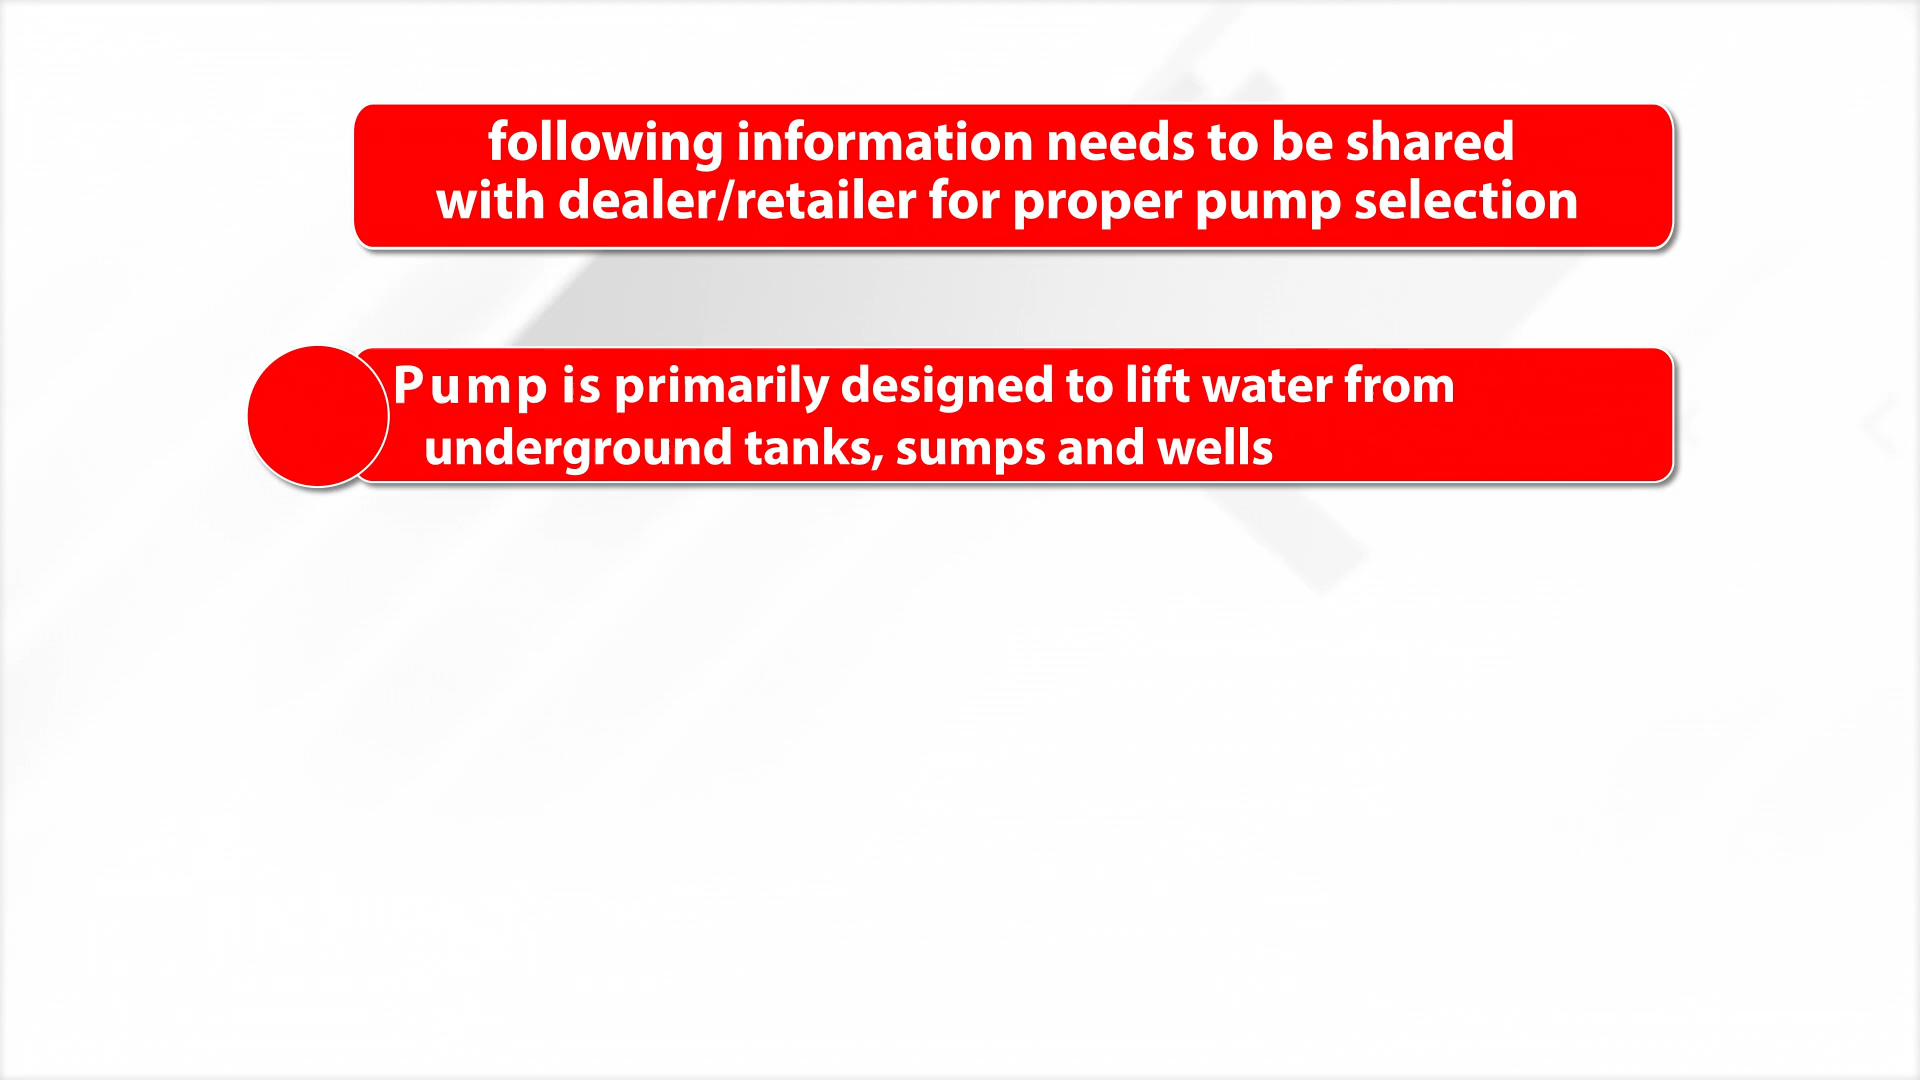 following information needs to be shared
with dealer/retailer for proper pump selection
Pump is primarily designed to lift water from
underground tanks, sumps and wells